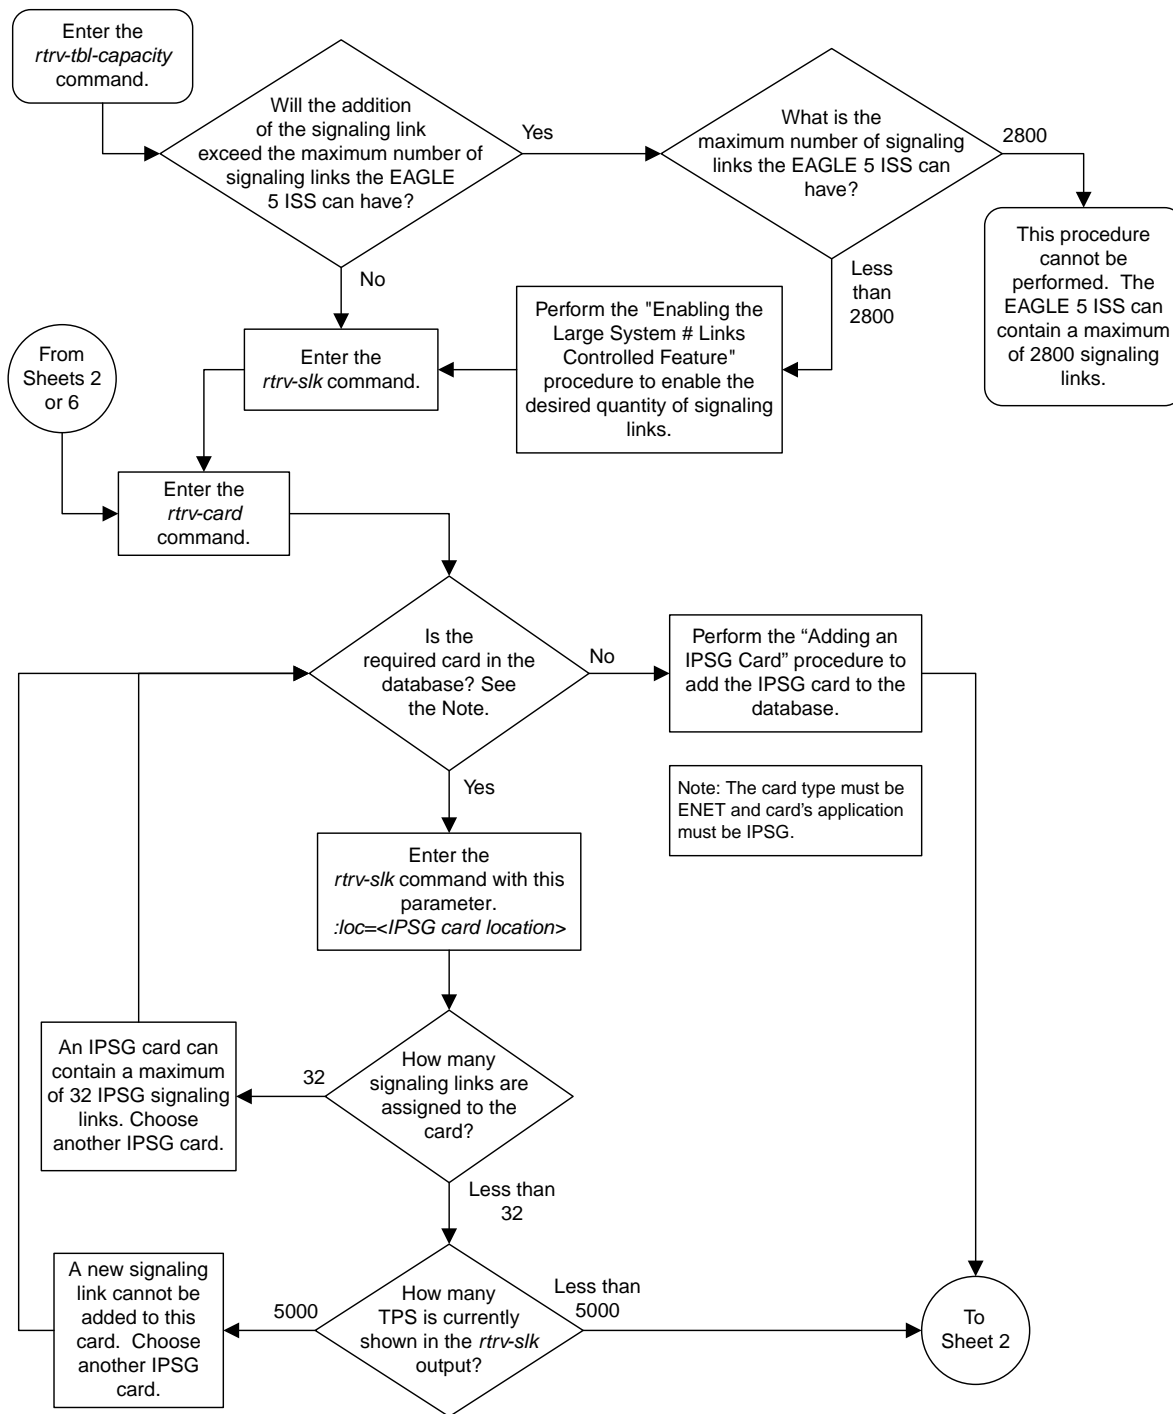 Enter the
rtrv-tbl-capacity
command.
Will the addition
of the signaling link
exceed the maximum number of
signaling links the EAGLE
5 ISS can have?
Yes
What is the
maximum number of signaling
links the EAGLE 5 ISS can
have?
2800
This procedure
cannot be
performed. The
EAGLE 5 ISS can
contain a maximum
of 2800 signaling
links.
No
Less
than
2800
Perform the "Enabling the
Large System # Links
Controlled Feature"
procedure to enable the
desired quantity of signaling
links.
Enter the
rtrv-slk command.
From
Sheets 2
or 6
Enter the
rtrv-card
command.
Is the
required card in the
database? See
the Note.
No
Perform the “Adding an
IPSG Card” procedure to
add the IPSG card to the
database.
Note: The card type must be
ENET and card’s application
must be IPSG.
Yes
Enter the
rtrv-slk command with this
parameter.
:loc=<IPSG card location>
How many
signaling links are
assigned to the
card?
32
An IPSG card can
contain a maximum
of 32 IPSG signaling
links. Choose
another IPSG card.
Less than
32
How many
TPS is currently
shown in the rtrv-slk
output?
5000
A new signaling
link cannot be
added to this
card. Choose
another IPSG
card.
Less than
5000
To
Sheet 2